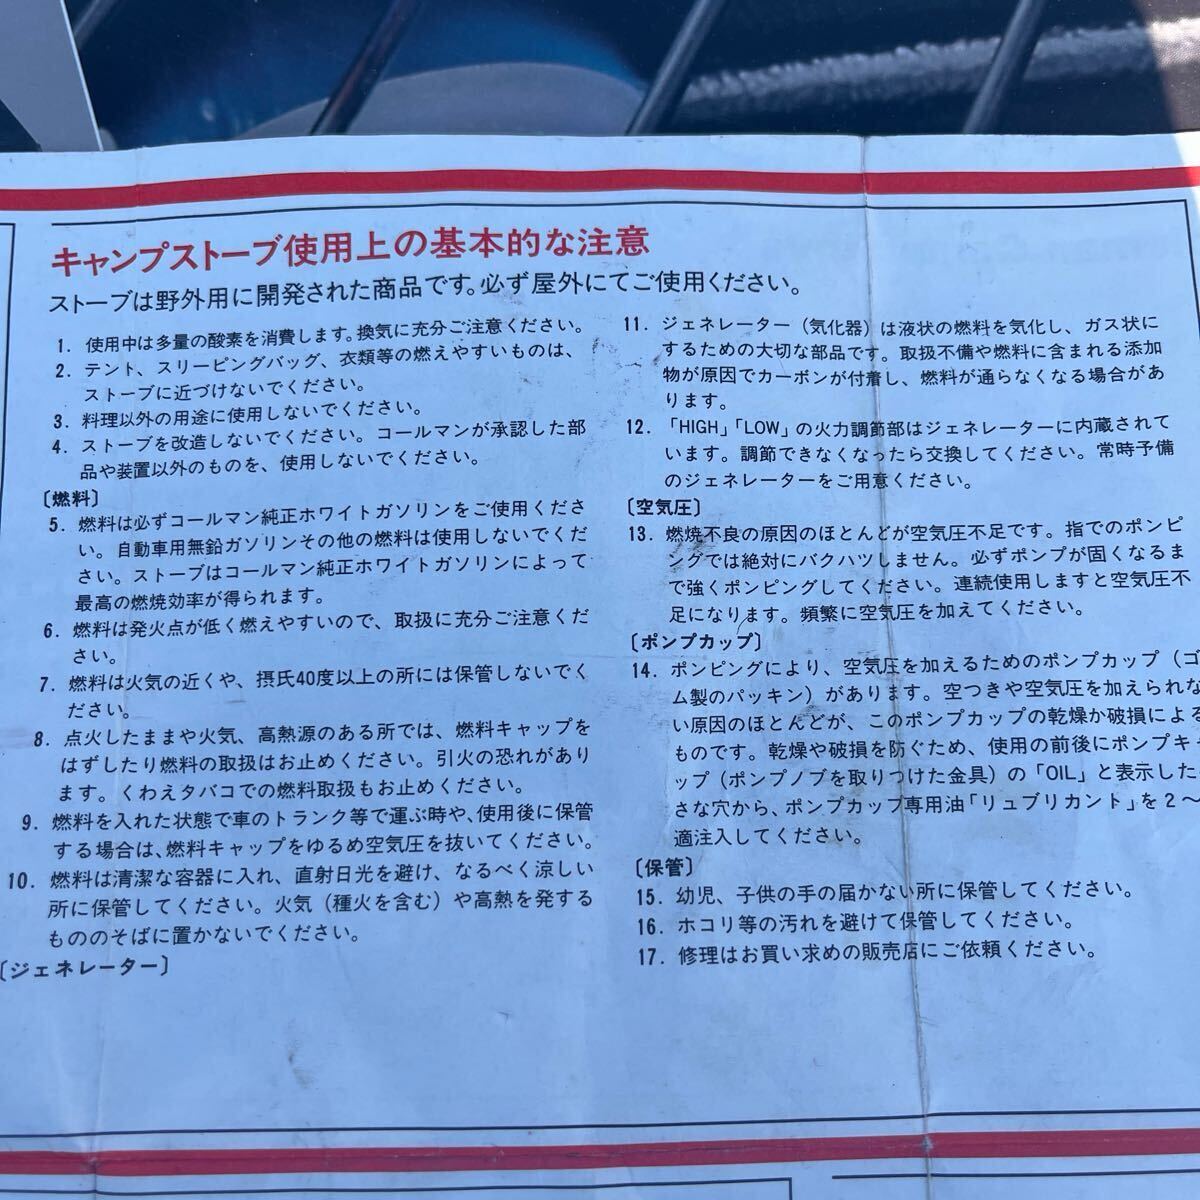 キャンプストーブ使用上の基本的な注意
ストーブは野外用に開発された商品です。必ず屋外にてご使用ください。
1. 使用中は多量の酸素を消費します。換気に充分ご注意ください。
2. テント、スリーピングバッグ、衣類等の燃えやすいものは、
ストーブに近づけないでください。
3. 料理以外の用途に使用しないでください。
4. ストーブを改造しないでください。コールマンが承認した部
品や装置以外のものを、使用しないでください。
〔燃料〕
5. 燃料は必ずコールマン純正ホワイトガソリンをご使用くださ
い。自動車用無鉛ガソリンその他の燃料は使用しないでくだ
さい。ストーブはコールマン純正ホワイトガソリンによって
最高の燃焼効率が得られます。
6. 燃料は発火点が低く燃えやすいので、取扱に充分ご注意くだ
さい。
7. 燃料は火気の近くや、摂氏40度以上の所には保管しないでく
ださい。
8. 点火したままや火気、高熱源のある所では、燃料キャップを
はずしたり燃料の取扱はお止めください。引火の恐れがあり
ます。くわえタバコでの燃料取扱もお止めください。
9. 燃料を入れた状態で車のトランク等で運ぶ時や、使用後に保管
する場合は、燃料キャップをゆるめ空気圧を抜いてください。
10. 燃料は清潔な容器に入れ、直射日光を避け、なるべく涼しい
所に保管してください。火気（種火を含む）や高熱を発する
もののそばに置かないでください。
〔ジェネレーター〕
11. ジェネレーター（気化器）は液状の燃料を気化し、ガス状に
するための大切な部品です。取扱不備や燃料に含まれる添加
物が原因でカーボンが付着し、燃料が通らなくなる場合があ
ります。
12. 「HIGH」「LOW」の火力調節部はジェネレーターに内蔵されて
います。調節できなくなったら交換してください。常時予備
のジェネレーターをご用意ください。
〔空気圧〕
13. 燃焼不良の原因のほとんどが空気圧不足です。指でのポンピ
ングでは絶対にバクハツしません。必ずポンプが固くなるま
で強くポンピングしてください。連続使用しますと空気圧不
足になります。頻繁に空気圧を加えてください。
〔ポンプカップ〕
14. ポンピングにより、空気圧を加えるためのポンプカップ（ゴ
ム製のパッキン）があります。空つきや空気圧を加えられな
い原因のほとんどが、このポンプカップの乾燥か破損による
ものです。乾燥や破損を防ぐため、使用の前後にポンプキャ
ップ（ポンプノブを取りつけた金具）の「OIL」と表示した
さな穴から、ポンプカップ専用油「リュブリカント」を2〜
適注入してください。
〔保管〕
15. 幼児、子供の手の届かない所に保管してください。
16. ホコリ等の汚れを避けて保管してください。
17. 修理はお買い求めの販売店にご依頼ください。